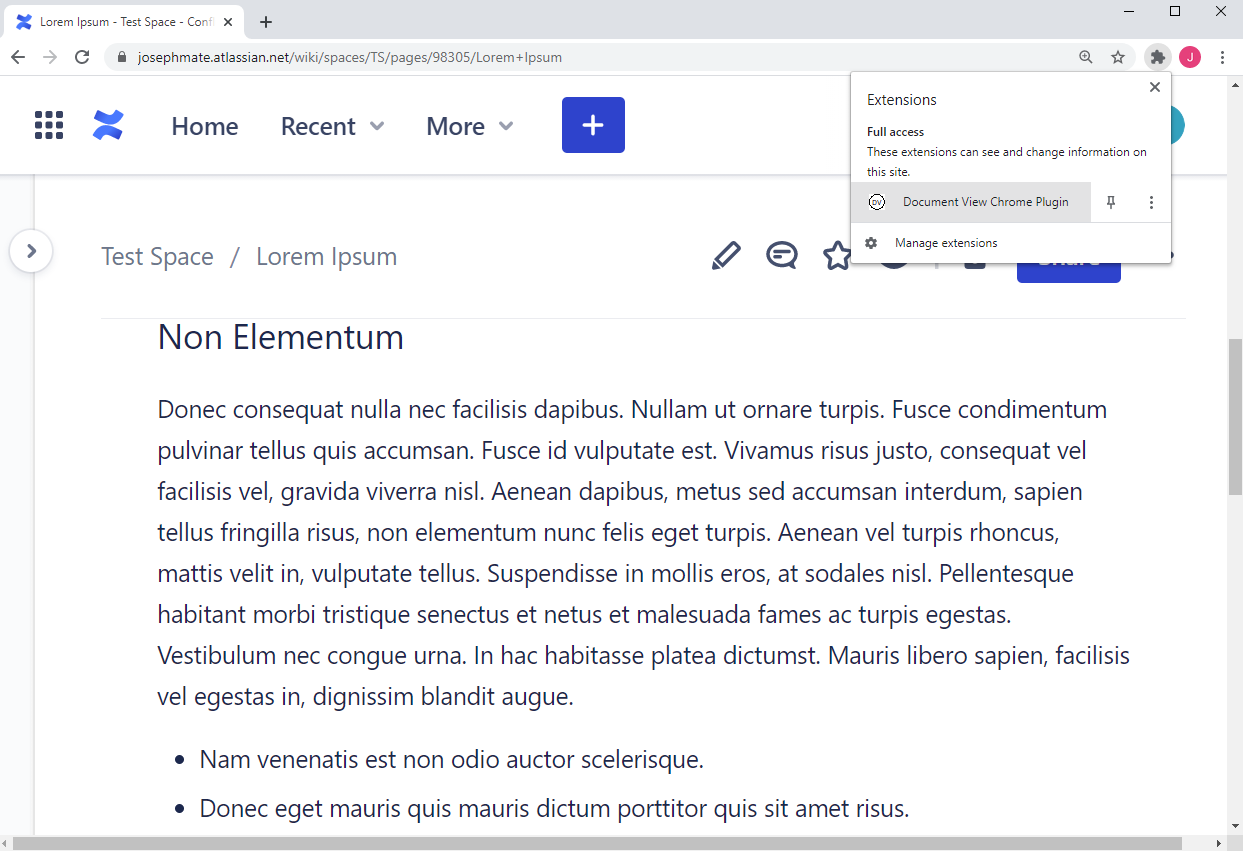 Lorem Ipsum - Test Space - Conf
josephmate.atlassian.net/wiki/spaces/TS/pages/98305/Lorem+Ipsum
J
Extensions
Full access
These extensions can see and change information on
this site.
DV Document View Chrome Plugin
Manage extensions
Home Recent More
Test Space / Lorem Ipsum
Share
Non Elementum
Donec consequat nulla nec facilisis dapibus. Nullam ut ornare turpis. Fusce condimentum
pulvinar tellus quis accumsan. Fusce id vulputate est. Vivamus risus justo, consequat vel
facilisis vel, gravida viverra nisl. Aenean dapibus, metus sed accumsan interdum, sapien
tellus fringilla risus, non elementum nunc felis eget turpis. Aenean vel turpis rhoncus,
mattis velit in, vulputate tellus. Suspendisse in mollis eros, at sodales nisl. Pellentesque
habitant morbi tristique senectus et netus et malesuada fames ac turpis egestas.
Vestibulum nec congue urna. In hac habitasse platea dictumst. Mauris libero sapien, facilisis
vel egestas in, dignissim blandit augue.
• Nam venenatis est non odio auctor scelerisque.
• Donec eget mauris quis mauris dictum porttitor quis sit amet risus.